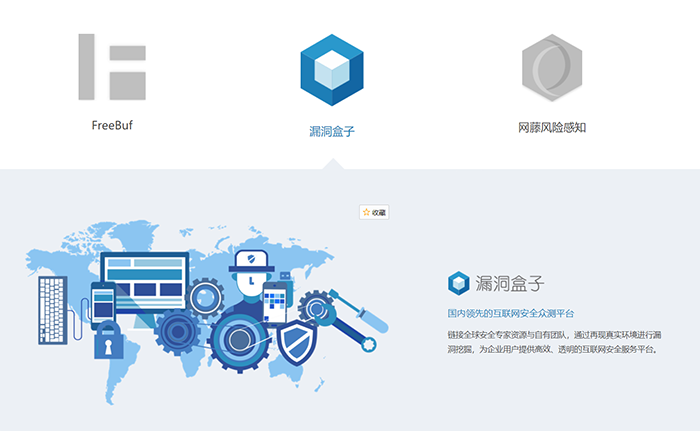 FreeBuf
漏洞盒子
网藤风险感知
收藏
漏洞盒子
国内领先的互联网安全众测平台
链接全球安全专家资源与自有团队，通过再现真实环境进行漏
洞挖掘，为企业用户提供高效、透明的互联网安全服务平台。